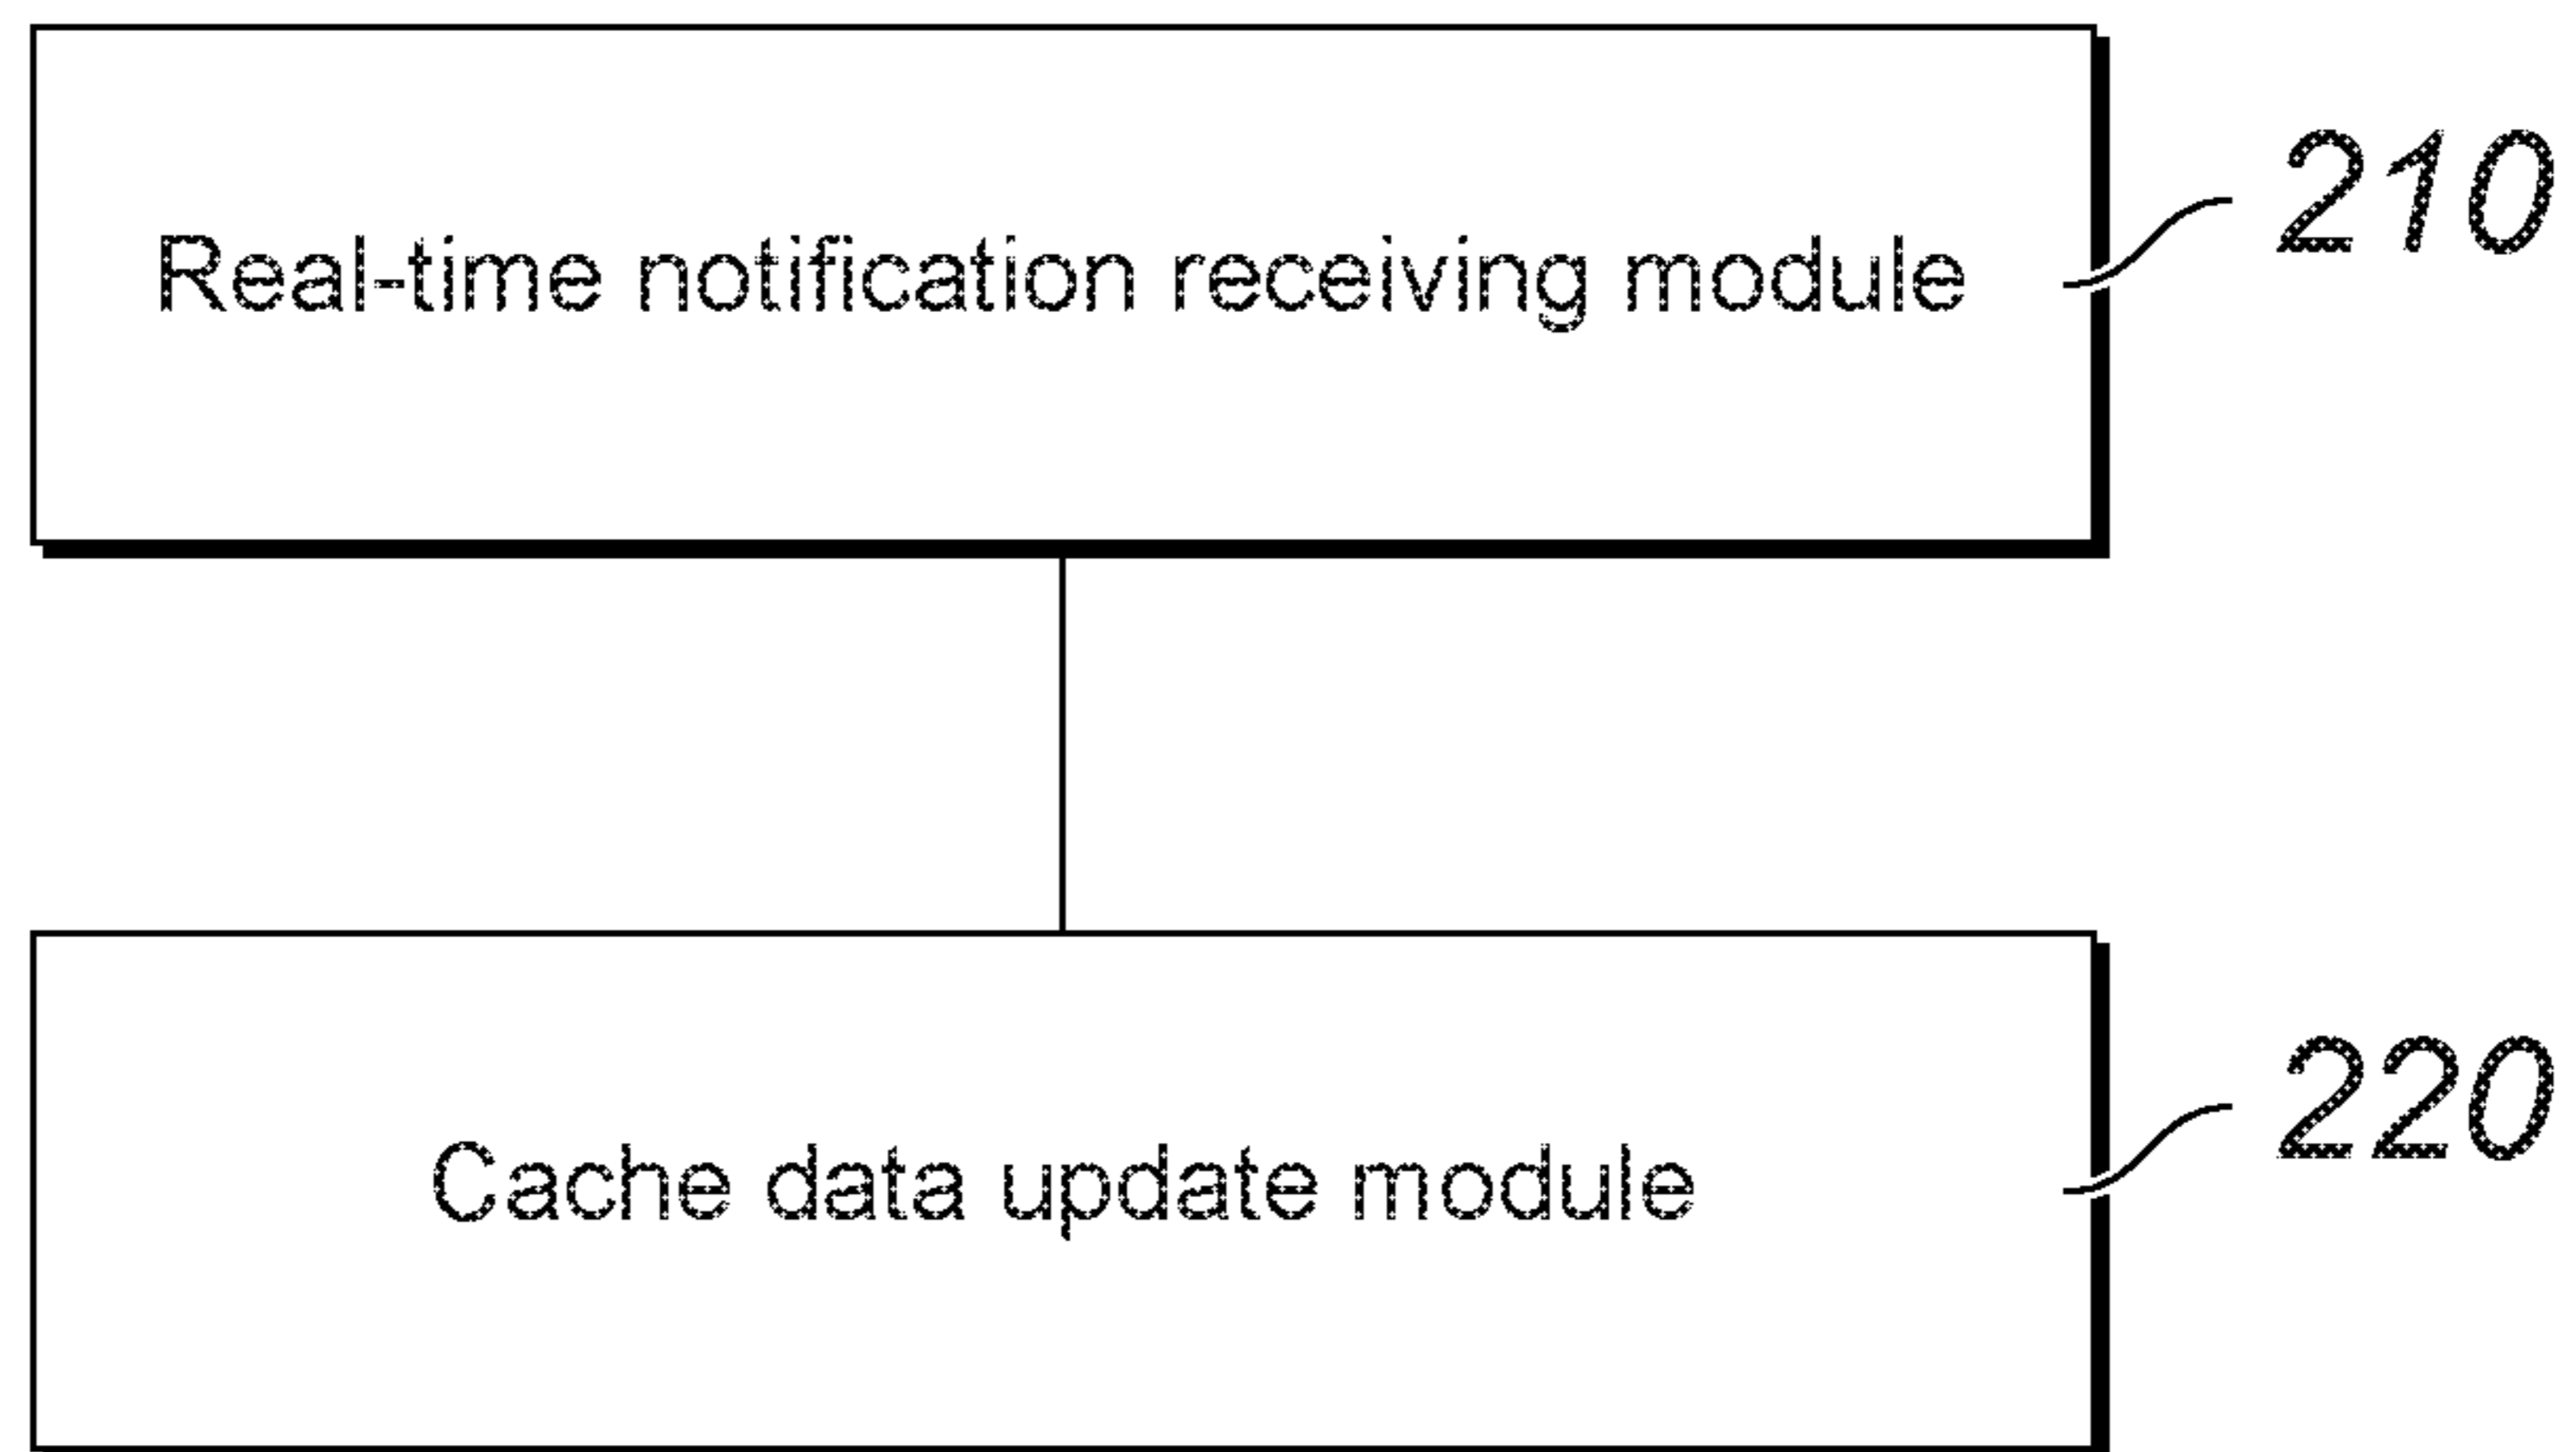 Real-time notification receiving module
210
Cache data update module
220